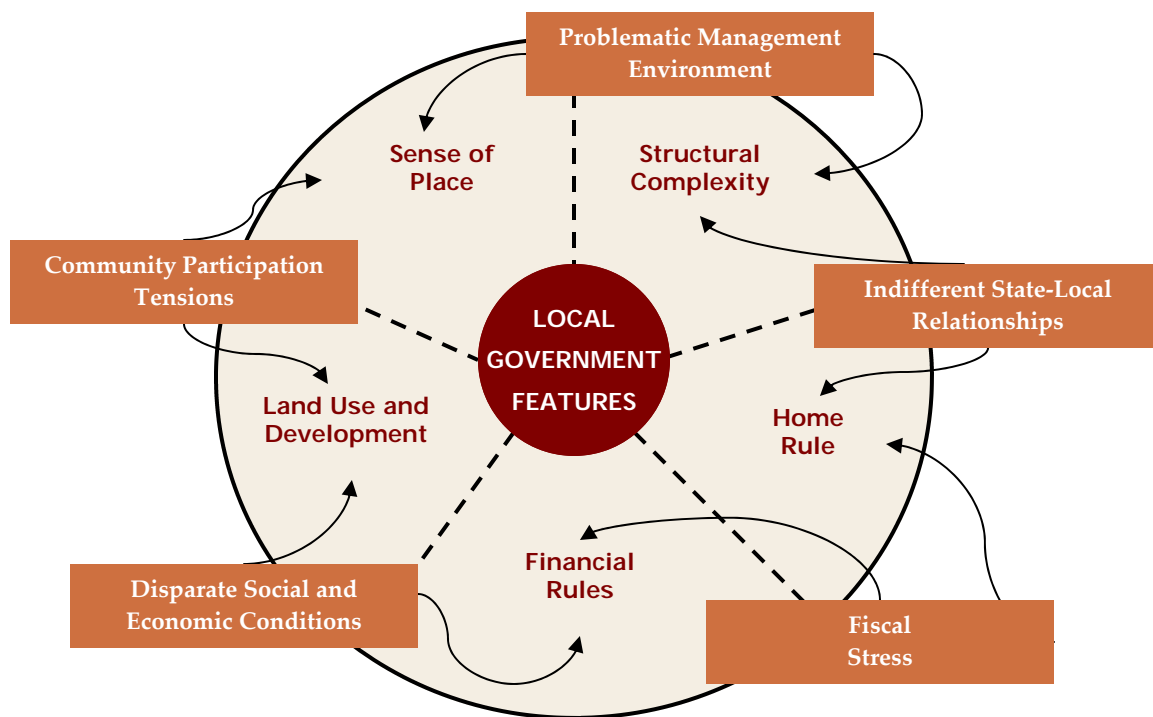 Problematic Management
Environment
Sense of
Place
Structural
Complexity
Community Participation
Tensions
LOCAL
GOVERNMENT
FEATURES
Indifferent State-Local
Relationships
Land Use and
Development
Home
Rule
Financial
Rules
Disparate Social and
Economic Conditions
Fiscal
Stress